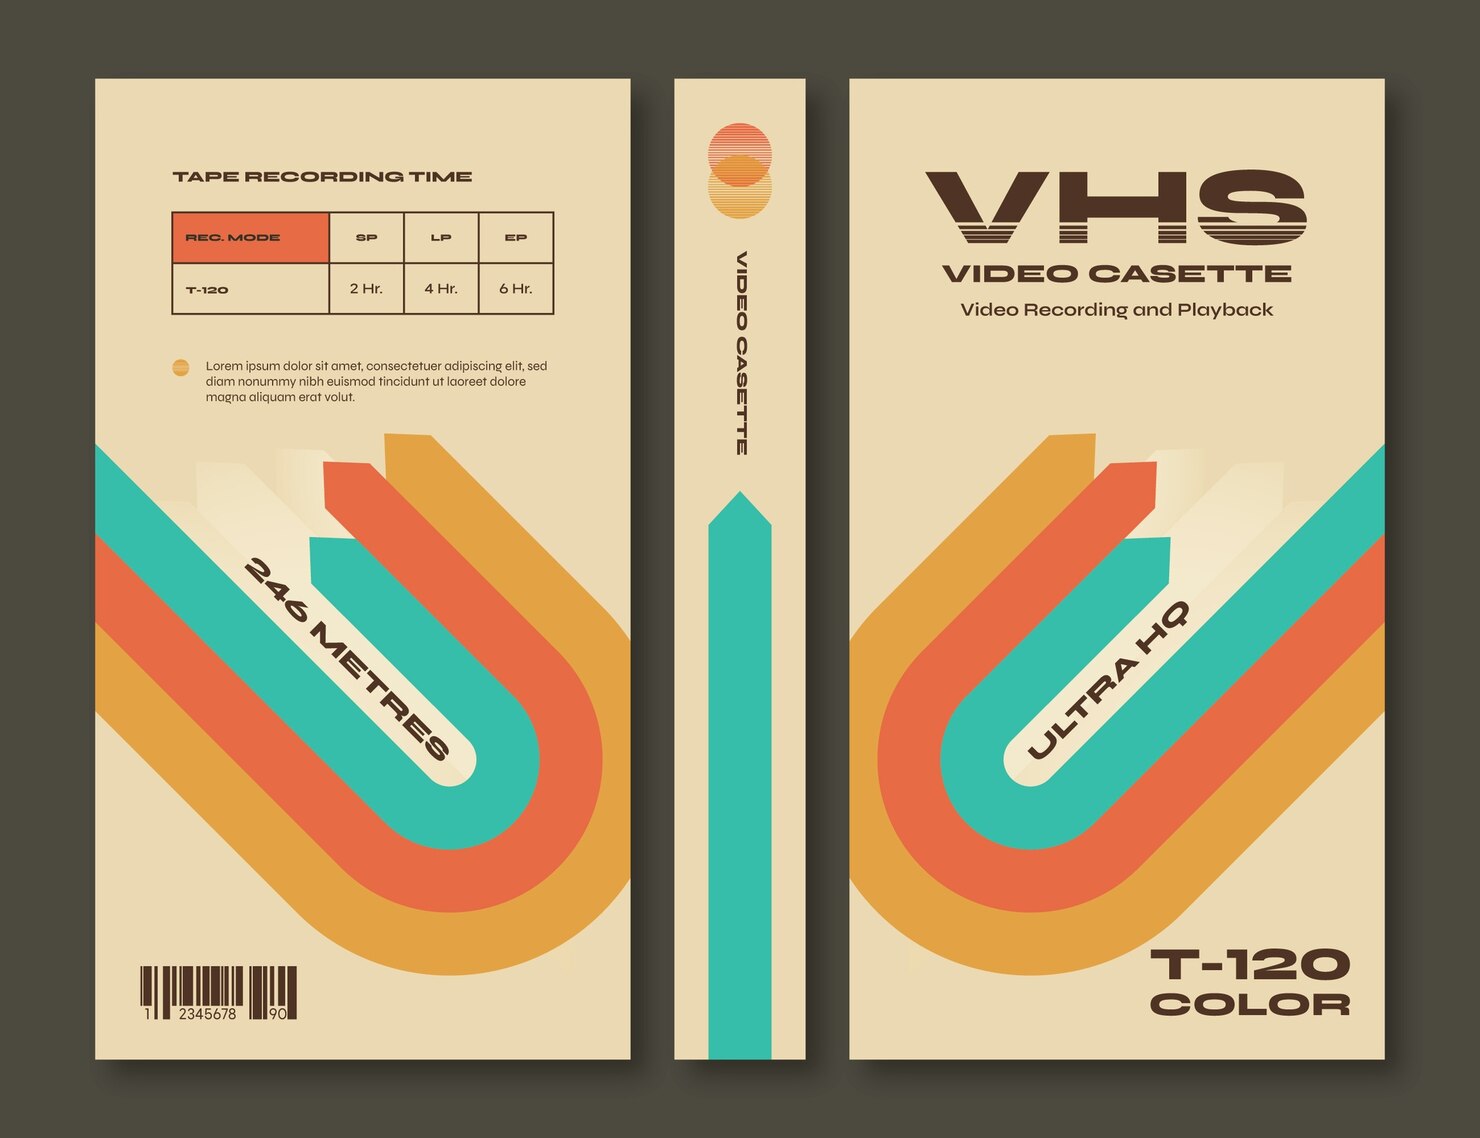 TAPE RECORDING TIME
REC. MODE SP LP EP
T-120 2 Hr. 4 Hr. 6 Hr.
Lorem ipsum dolor sit amet, consectetuer adipiscing elit, sed
diam nonummy nibh euismod tincidunt ut laoreet dolore
magna aliquam erat volut.
246 METRES
1 2345678 90
VIDEO CASETTE
VHS
VIDEO CASETTE
Video Recording and Playback
ULTRA HQ
T-120
COLOR